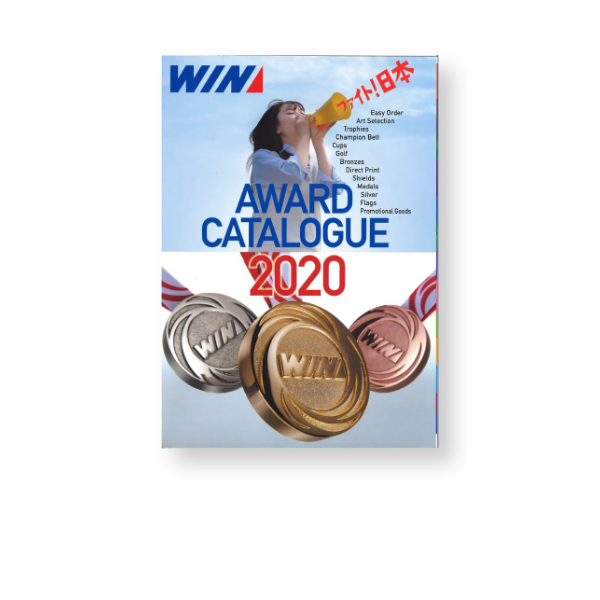 WIN
ファイト!日本
Easy Order
Art Selection
Trophies
Champion Belt
Cups
Golf
Bronzes
Direct Print
Shields
Medals
Silver
Flags
Promotional Goods
AWARD
CATALOGUE
2020
WIN
WIN
WIN